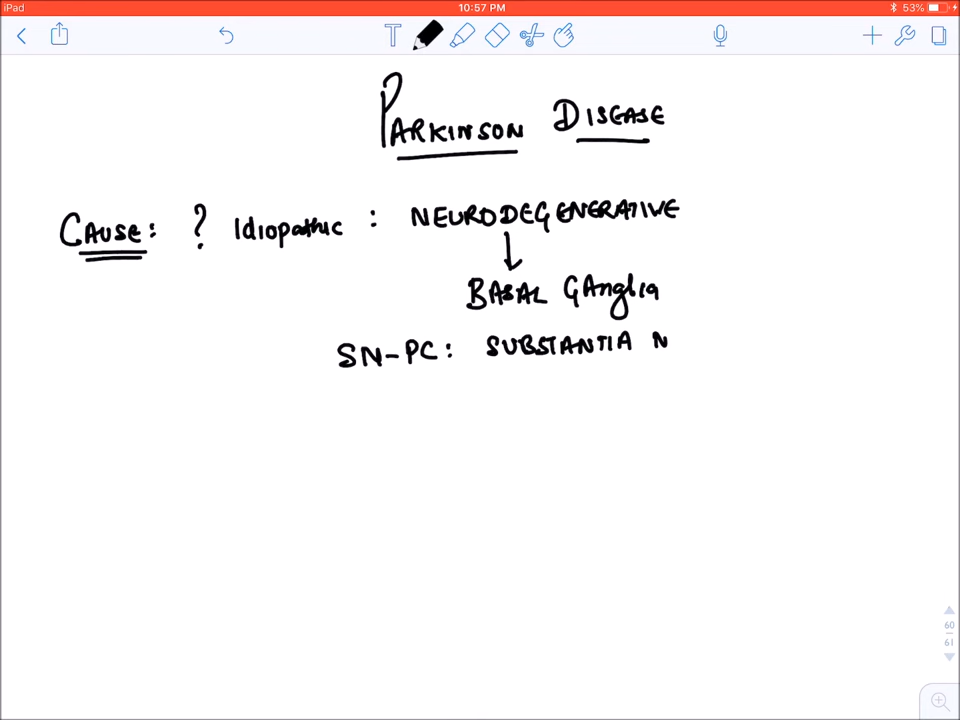 iPad 10:57 PM 53%
T
PARKINSON DISEASE
CAUSE: ? Idiopathic : NEURODEGENERATIVE
BASAL GAnglia
SN-PC: SUBSTANTIA N
60
61